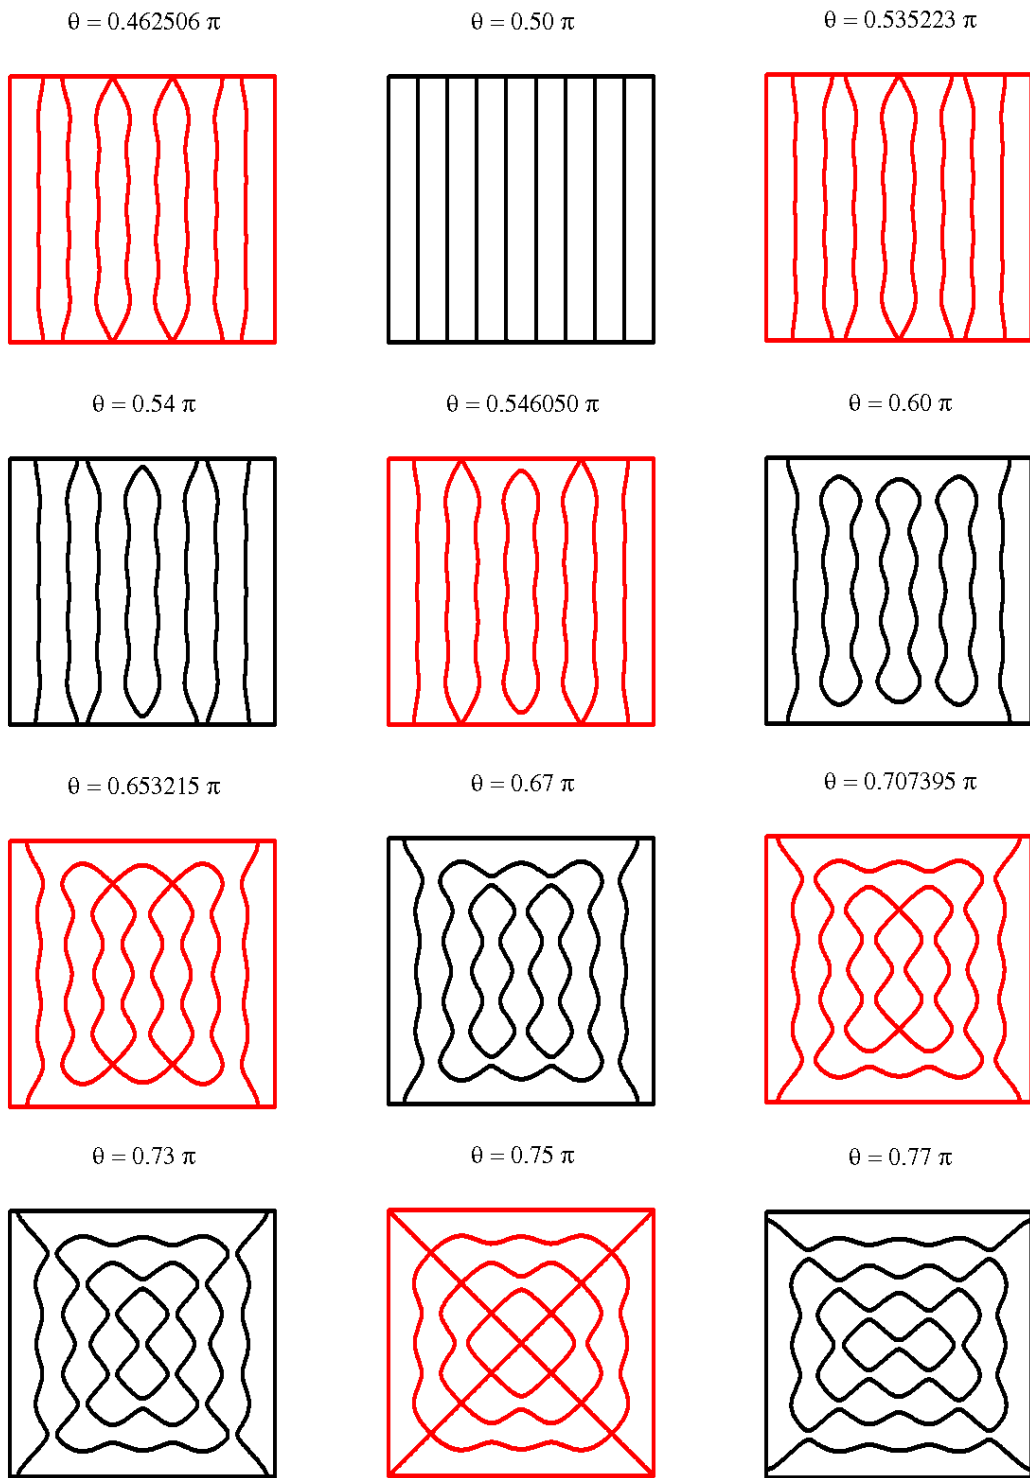 θ = 0.462506 π
θ = 0.50 π
θ = 0.535223 π
θ = 0.54 π
θ = 0.546050 π
θ = 0.60 π
θ = 0.653215 π
θ = 0.67 π
θ = 0.707395 π
θ = 0.73 π
θ = 0.75 π
θ = 0.77 π